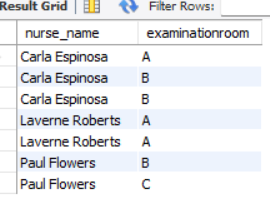 Result Grid Filter Rows:
nurse_name examinationroom
Carla Espinosa A
Carla Espinosa B
Carla Espinosa B
Laverne Roberts A
Laverne Roberts A
Paul Flowers B
Paul Flowers C